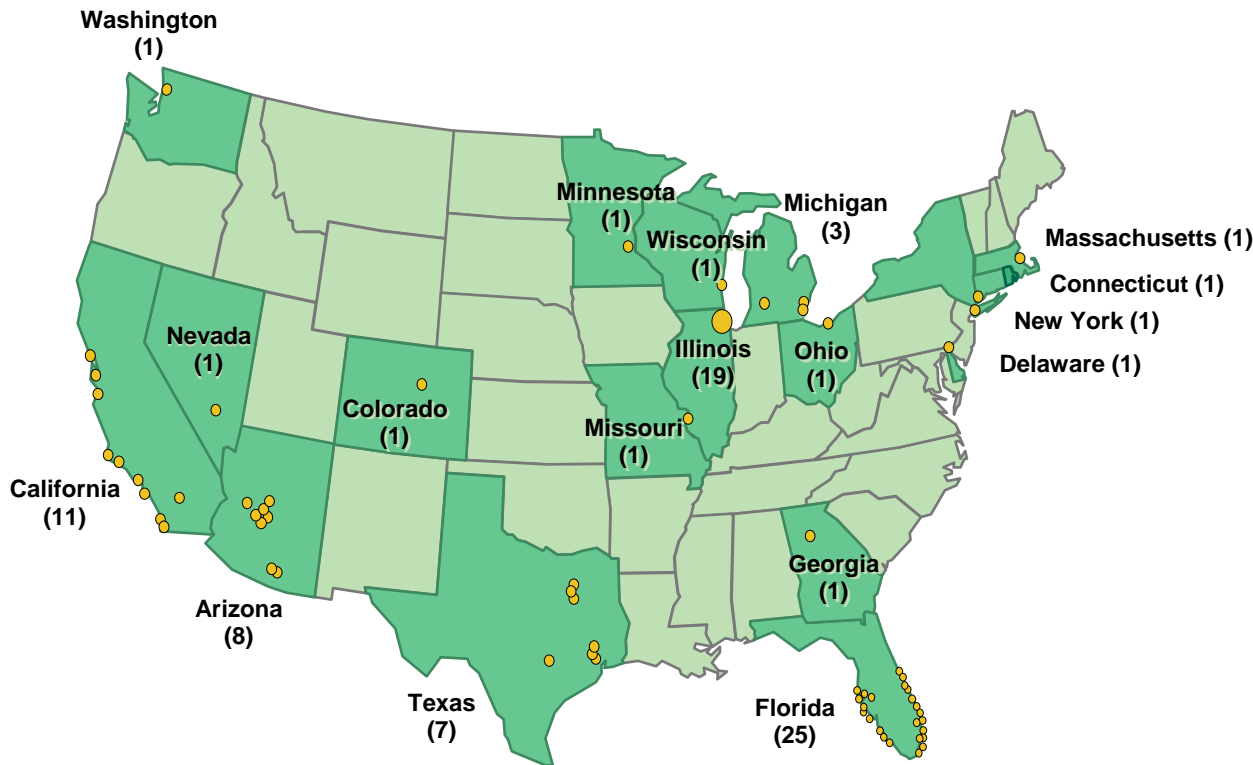 Washington
(1)
Minnesota
(1)
Michigan
(3)
Wisconsin
(1)
Massachusetts (1)
Connecticut (1)
New York (1)
Delaware (1)
Nevada
(1)
Illinois
(19)
Ohio
(1)
Colorado
(1)
Missouri
(1)
California
(11)
Georgia
(1)
Arizona
(8)
Texas
(7)
Florida
(25)